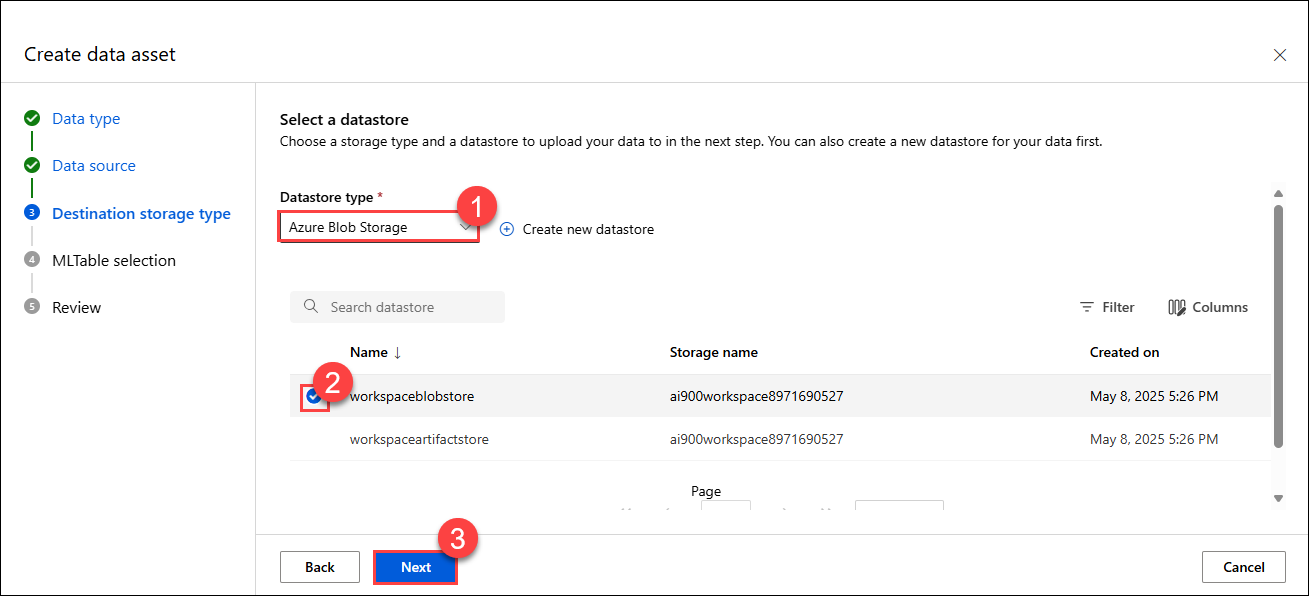 Create data asset
Data type
Data source
3 Destination storage type
4 MLTable selection
5 Review
Select a datastore
Choose a storage type and a datastore to upload your data to in the next step. You can also create a new datastore for your data first.
Datastore type *
1
Azure Blob Storage
Create new datastore
Search datastore
Filter
Columns
Name ↓ Storage name Created on
2
workspaceblobstore ai900workspace8971690527 May 8, 2025 5:26 PM
workspaceartifactstore ai900workspace8971690527 May 8, 2025 5:26 PM
Page
3
Back
Next
Cancel